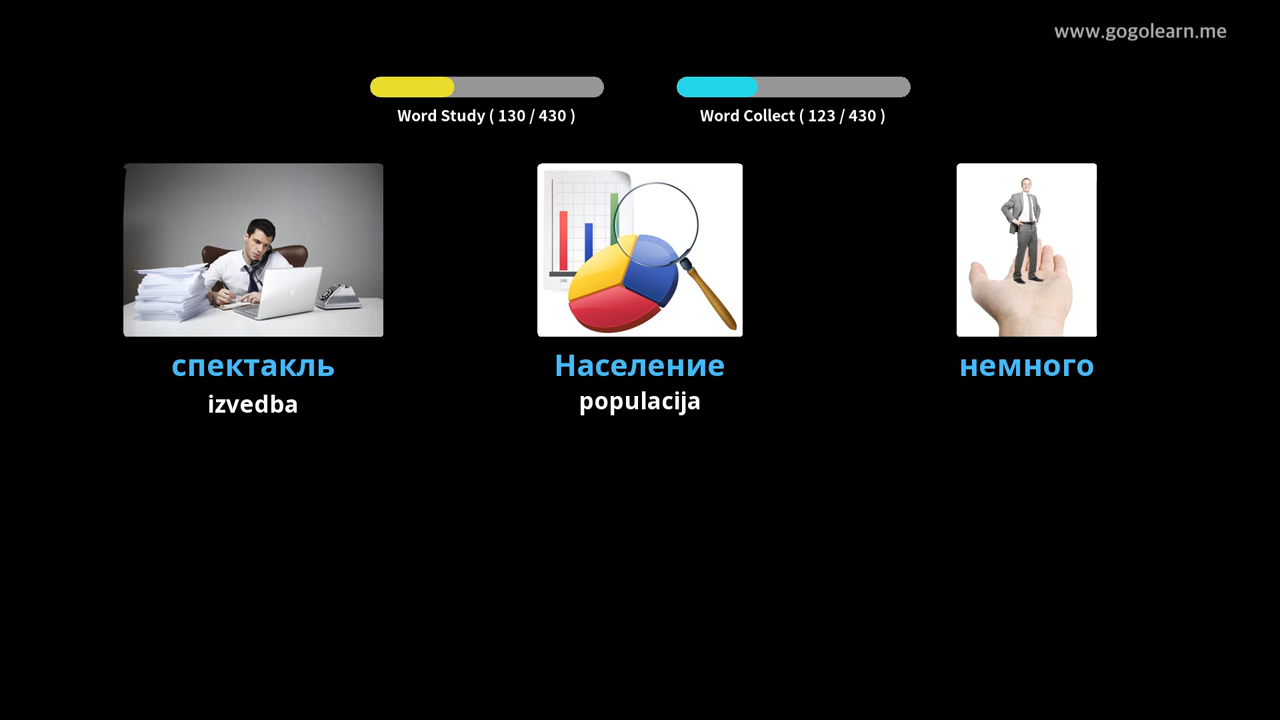 www.gogolearn.me
Word Study ( 130 / 430 )
Word Collect ( 123 / 430 )
спектакль
izvedba
Население
populacija
немного